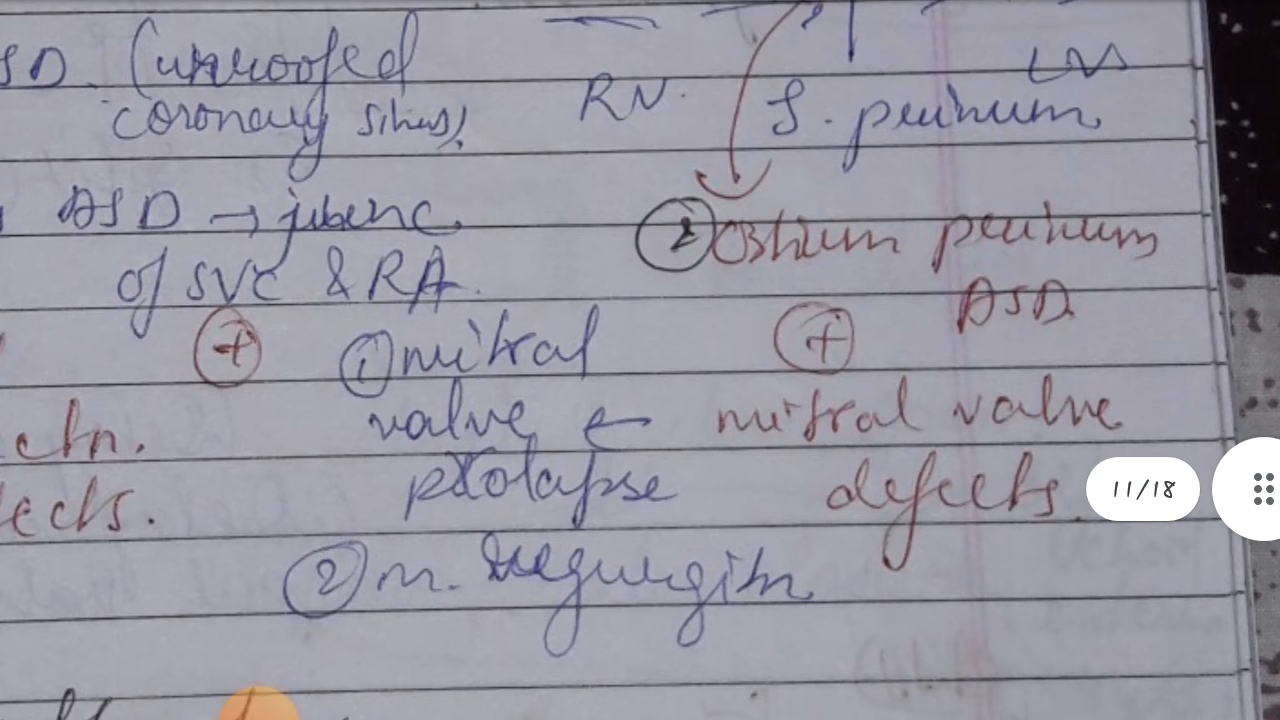 SD. (unroofed
coronary sinus)
RV.
LV
S. primum
ASD → junc.
of SVC & RA.
② Ostium primum
ASD
+
① mitral
valve
prolapse
+
← mitral valve
defects.
ctn.
ects.
② m. regurgitn
11/18